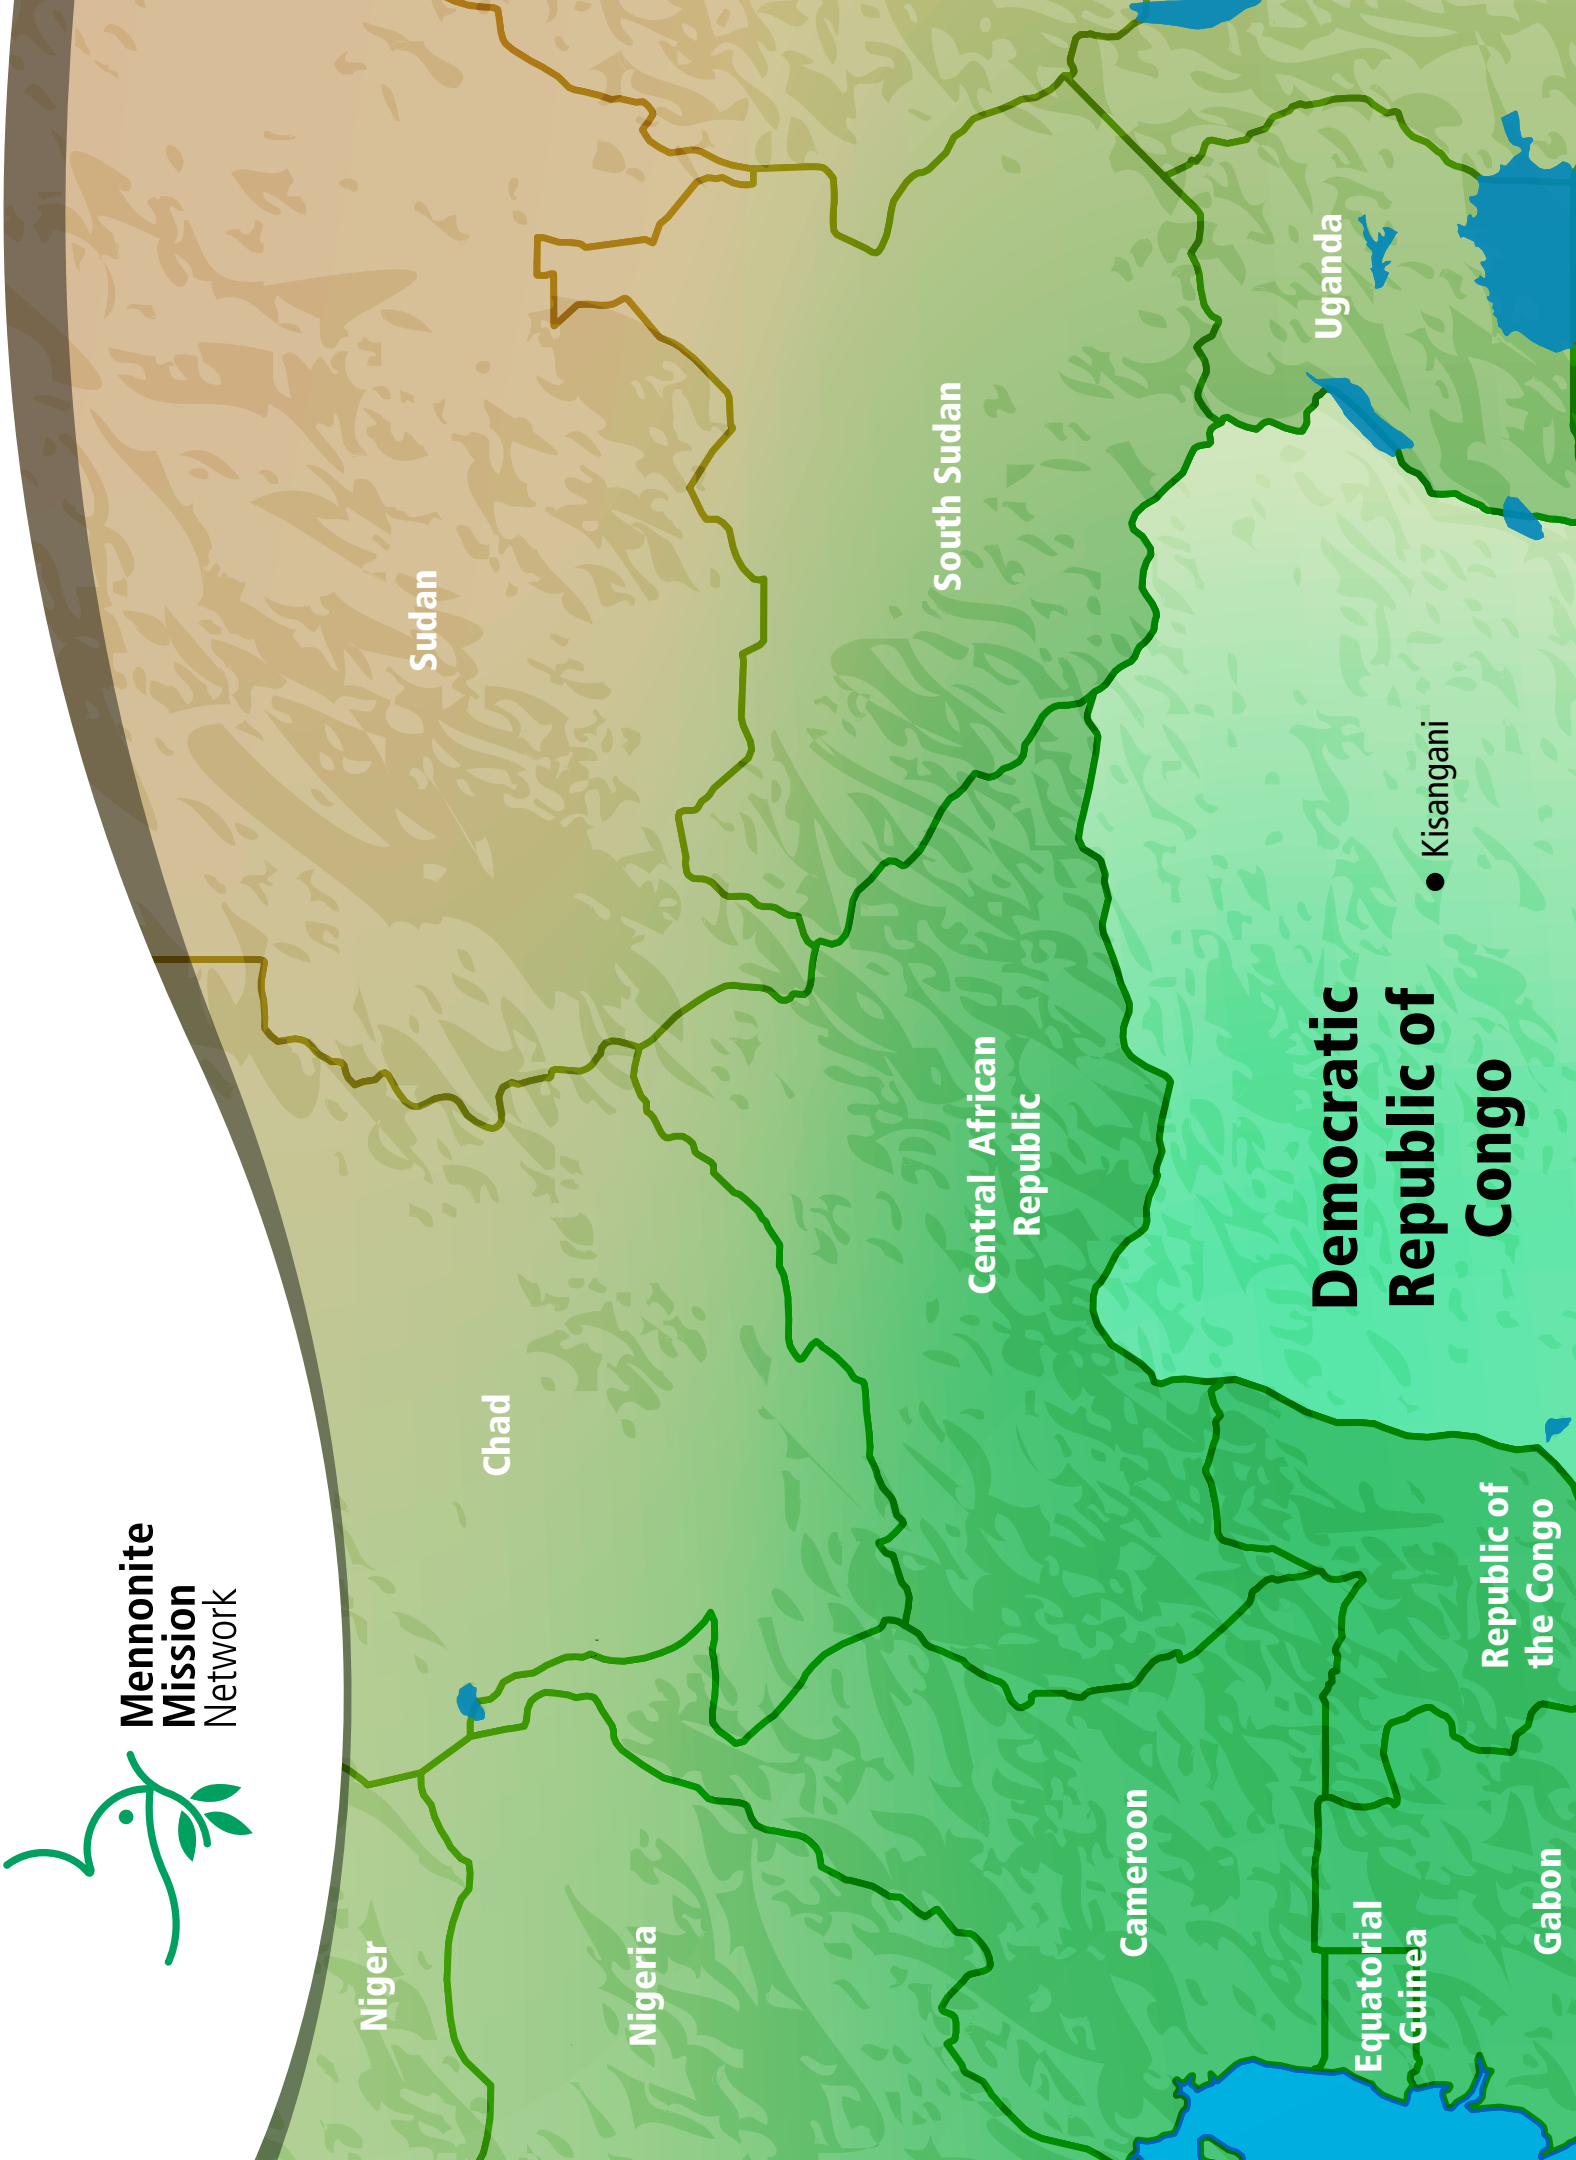 Mennonite
Mission
Network
Niger
Nigeria
Chad
Sudan
South Sudan
Central African
Republic
Cameroon
Uganda
Equatorial
Guinea
Gabon
Republic of
the Congo
Democratic
Republic of
Congo
Kisangani